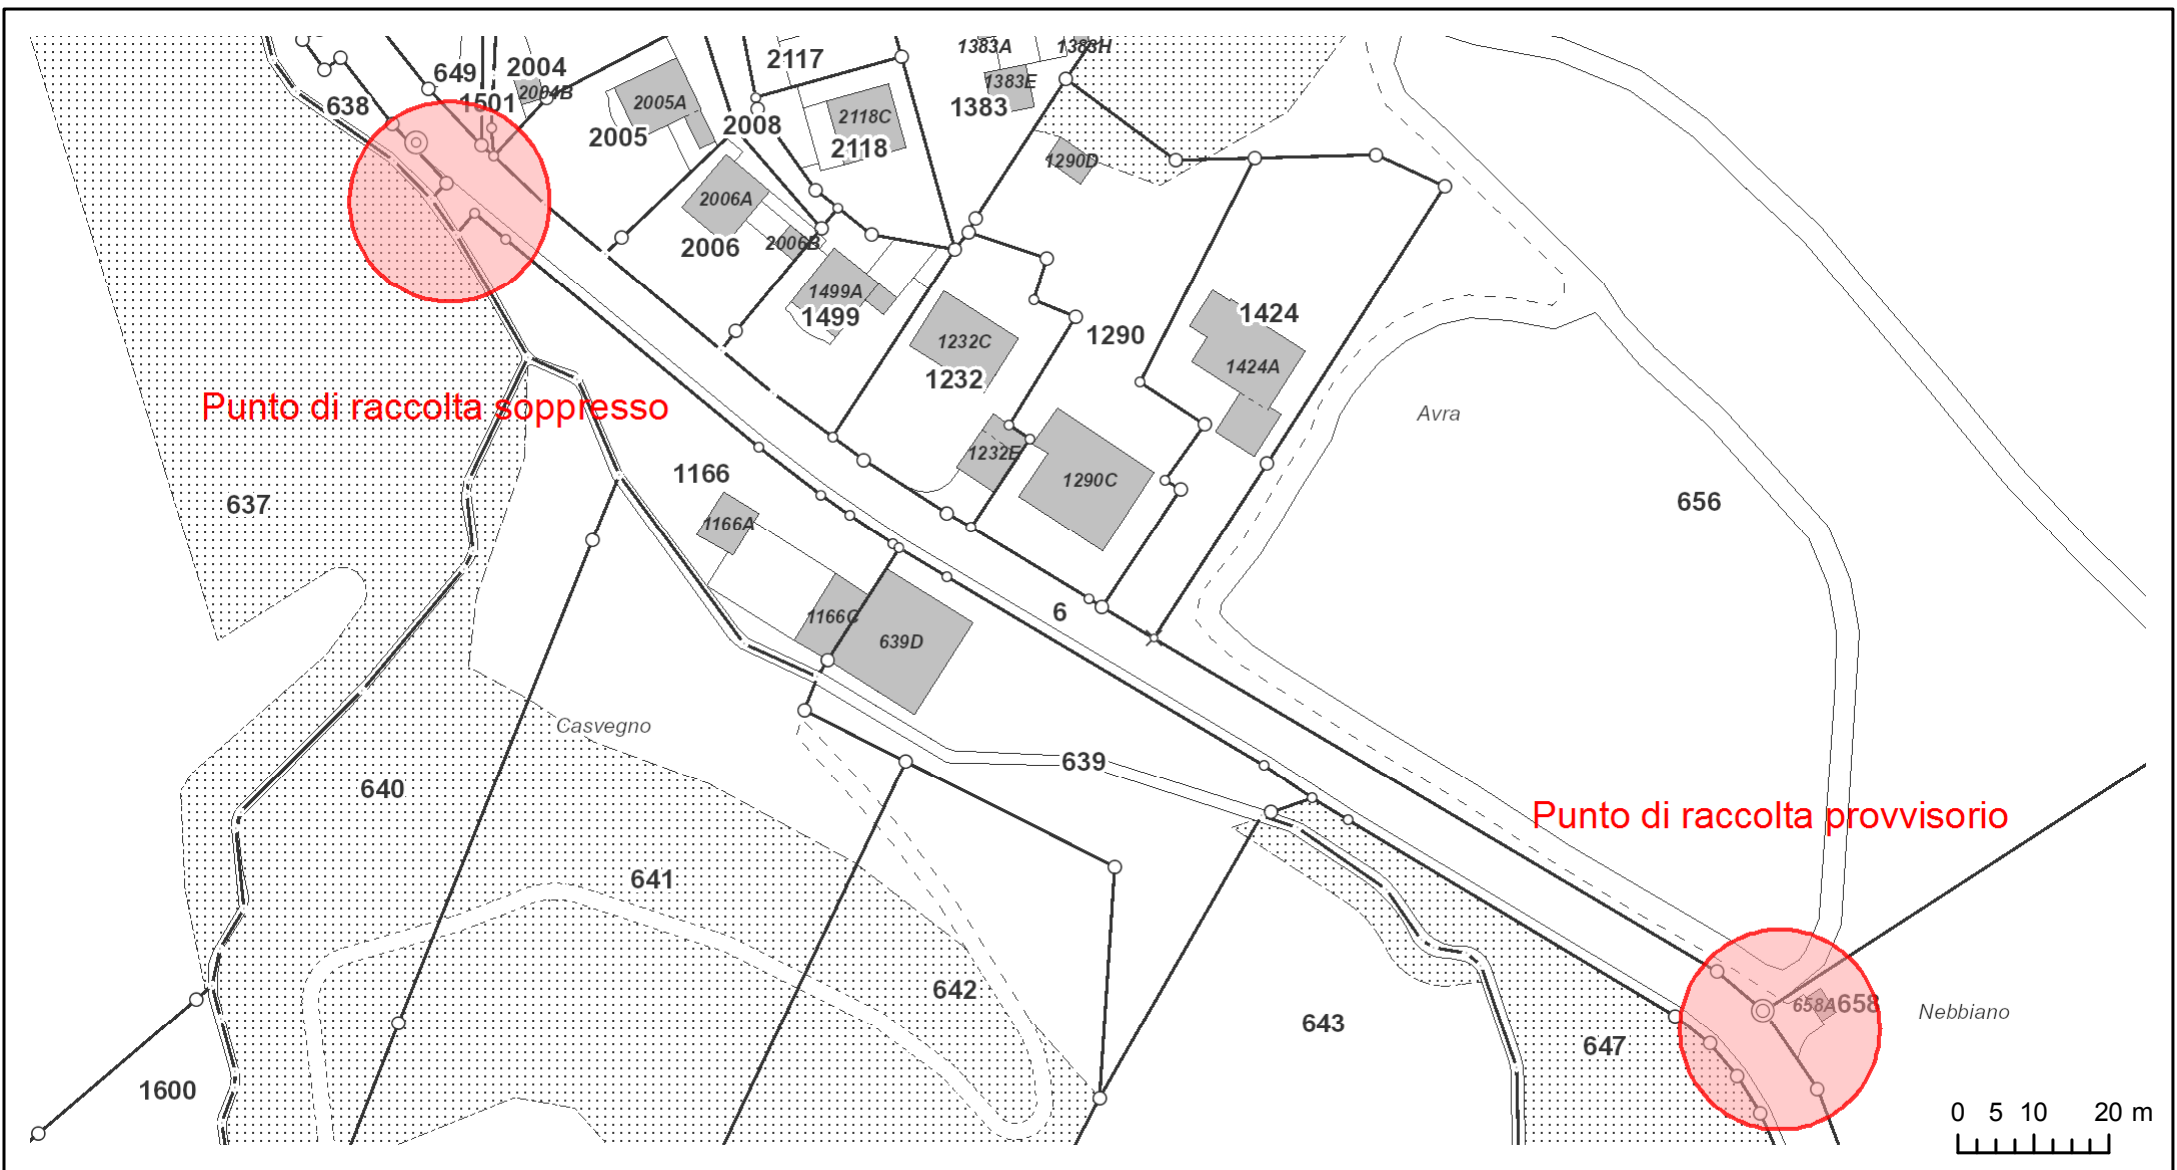 2117
1383A
1383H
649
2004
638
1501
2004B
2005A
1383E
1383
2005
2008
2118C
2118
1290D
2006A
2006
2006B
1499A
1499
1424
1232C
1290
1232
1424A
Punto di raccolta soppresso
Avra
1166
1232E
1290C
637
656
1166A
6
1166C
639D
Casvegno
639
640
Punto di raccolta provvisorio
641
642
658A
658
Nebbiano
643
647
1600
0 5 10 20 m